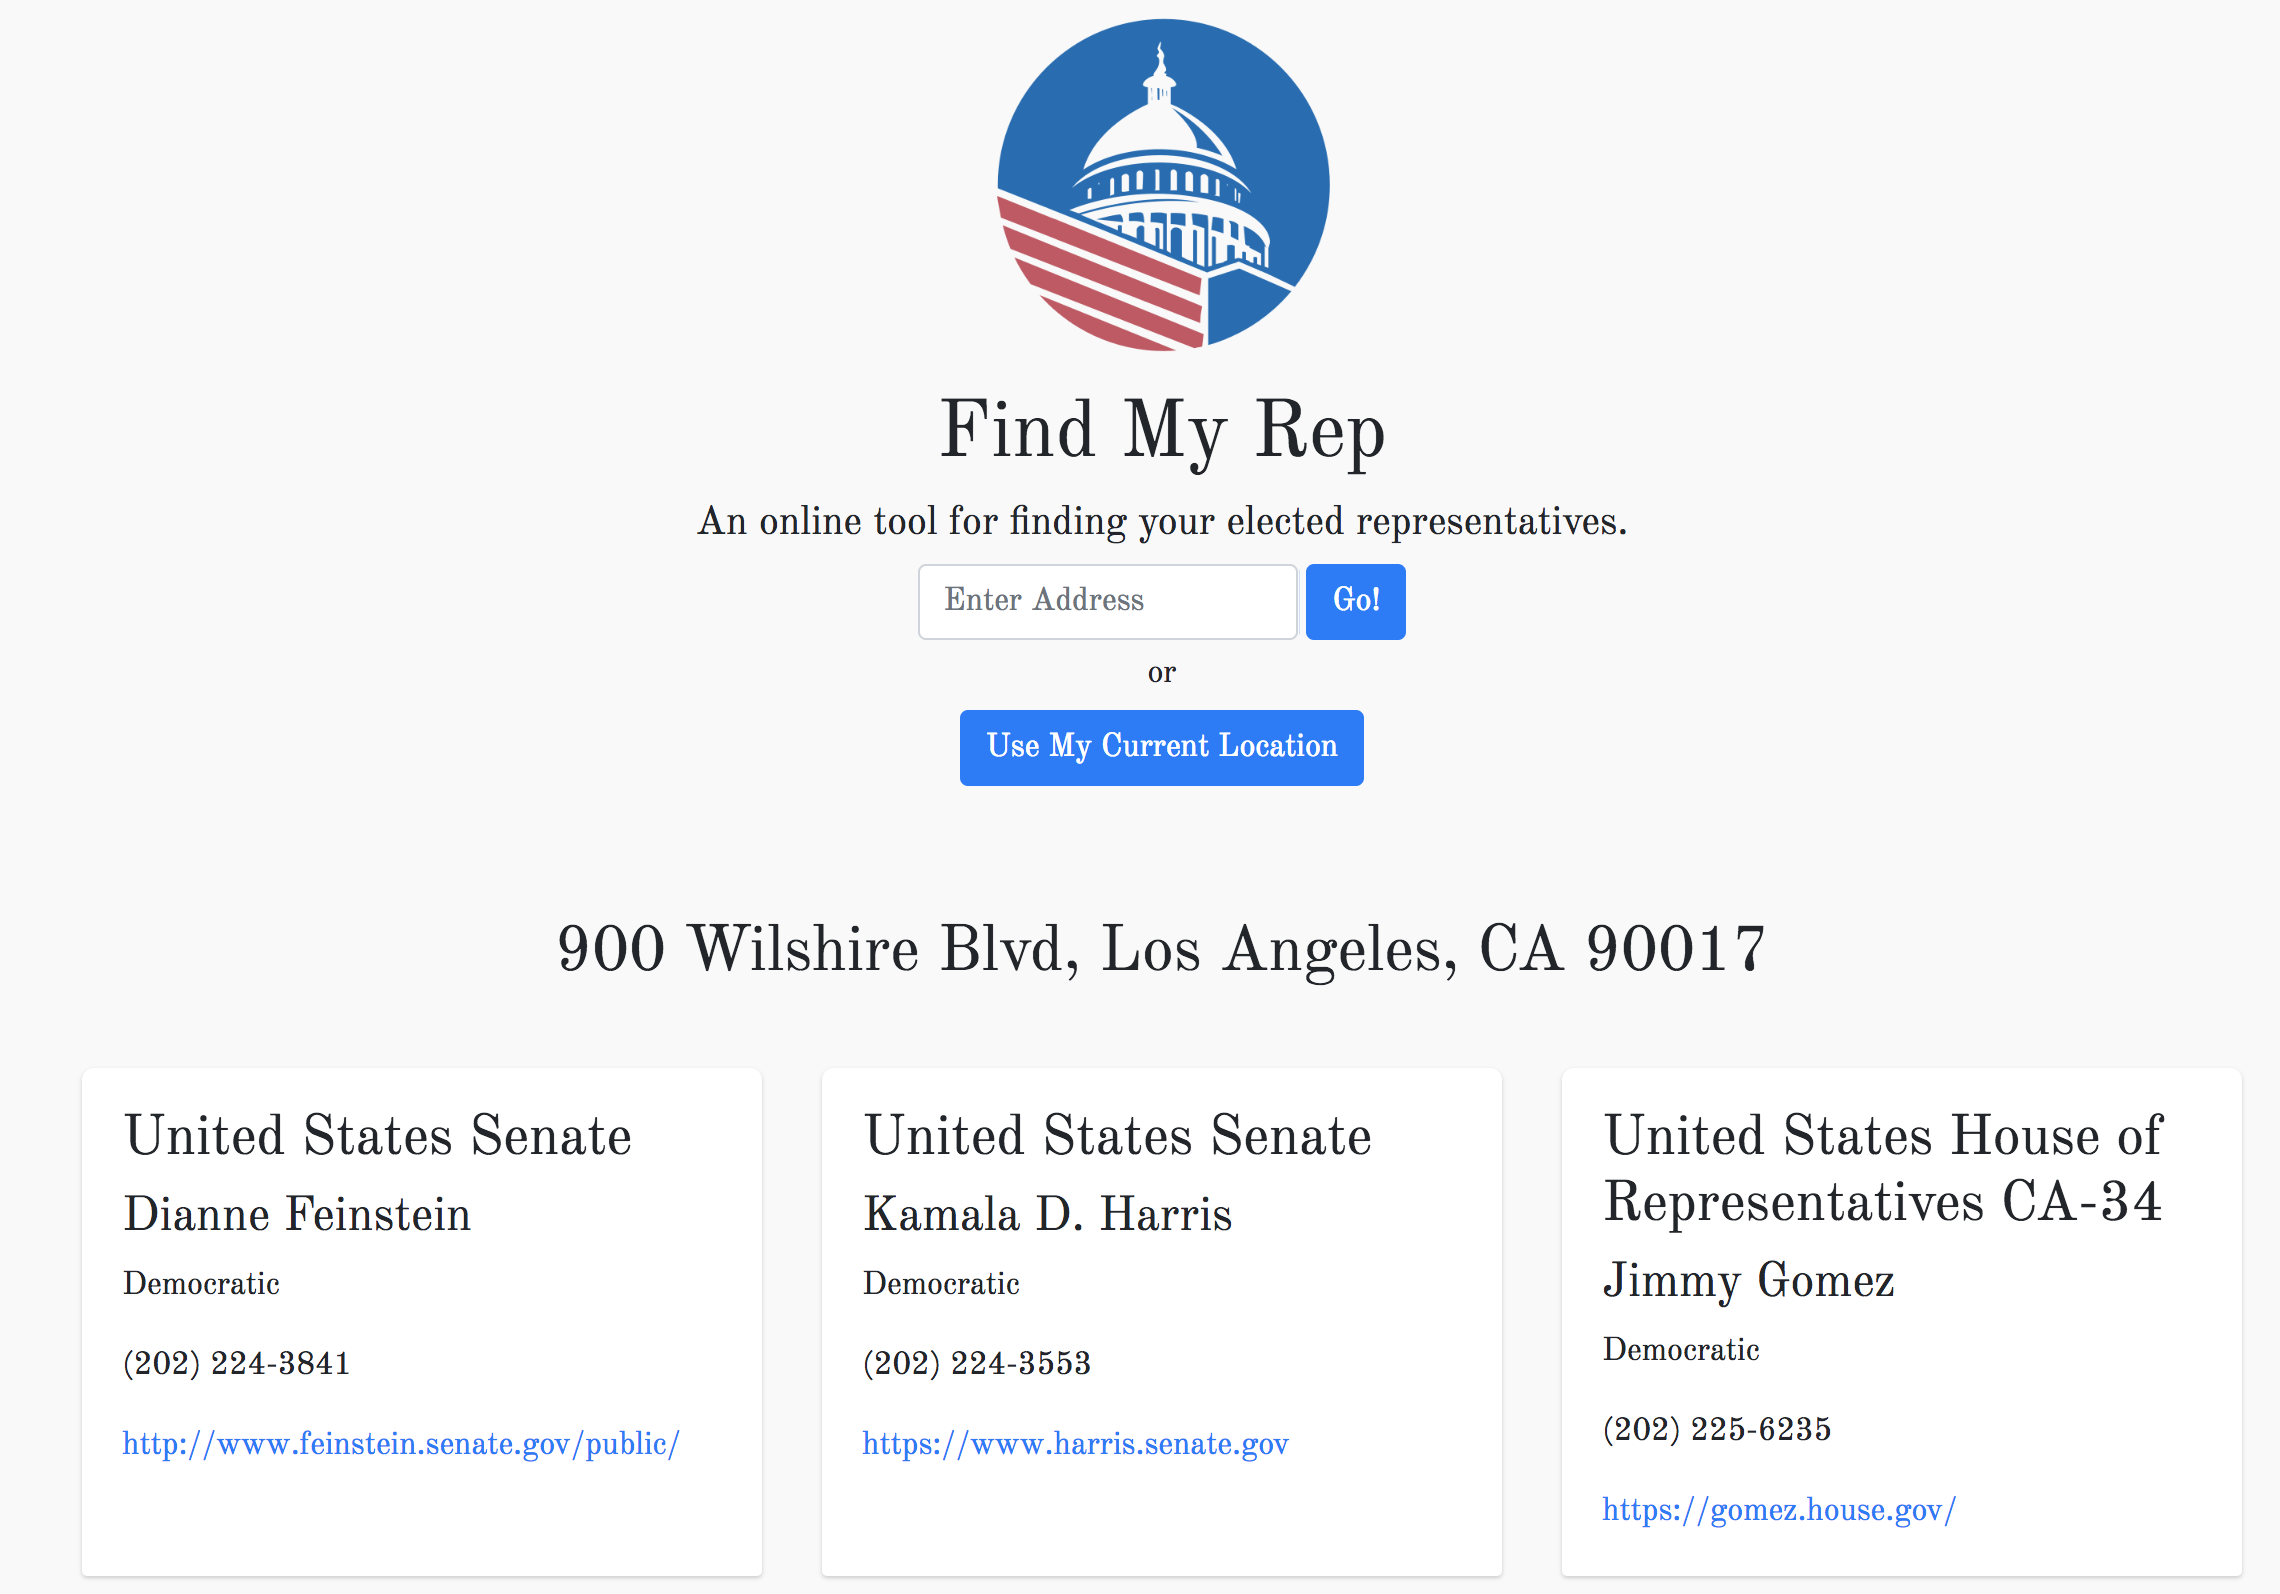 Find My Rep
An online tool for finding your elected representatives.
Enter Address
Go!
or
Use My Current Location
900 Wilshire Blvd, Los Angeles, CA 90017
United States Senate
Dianne Feinstein
Democratic
(202) 224-3841
http://www.feinstein.senate.gov/public/
United States Senate
Kamala D. Harris
Democratic
(202) 224-3553
https://www.harris.senate.gov
United States House of
Representatives CA-34
Jimmy Gomez
Democratic
(202) 225-6235
https://gomez.house.gov/